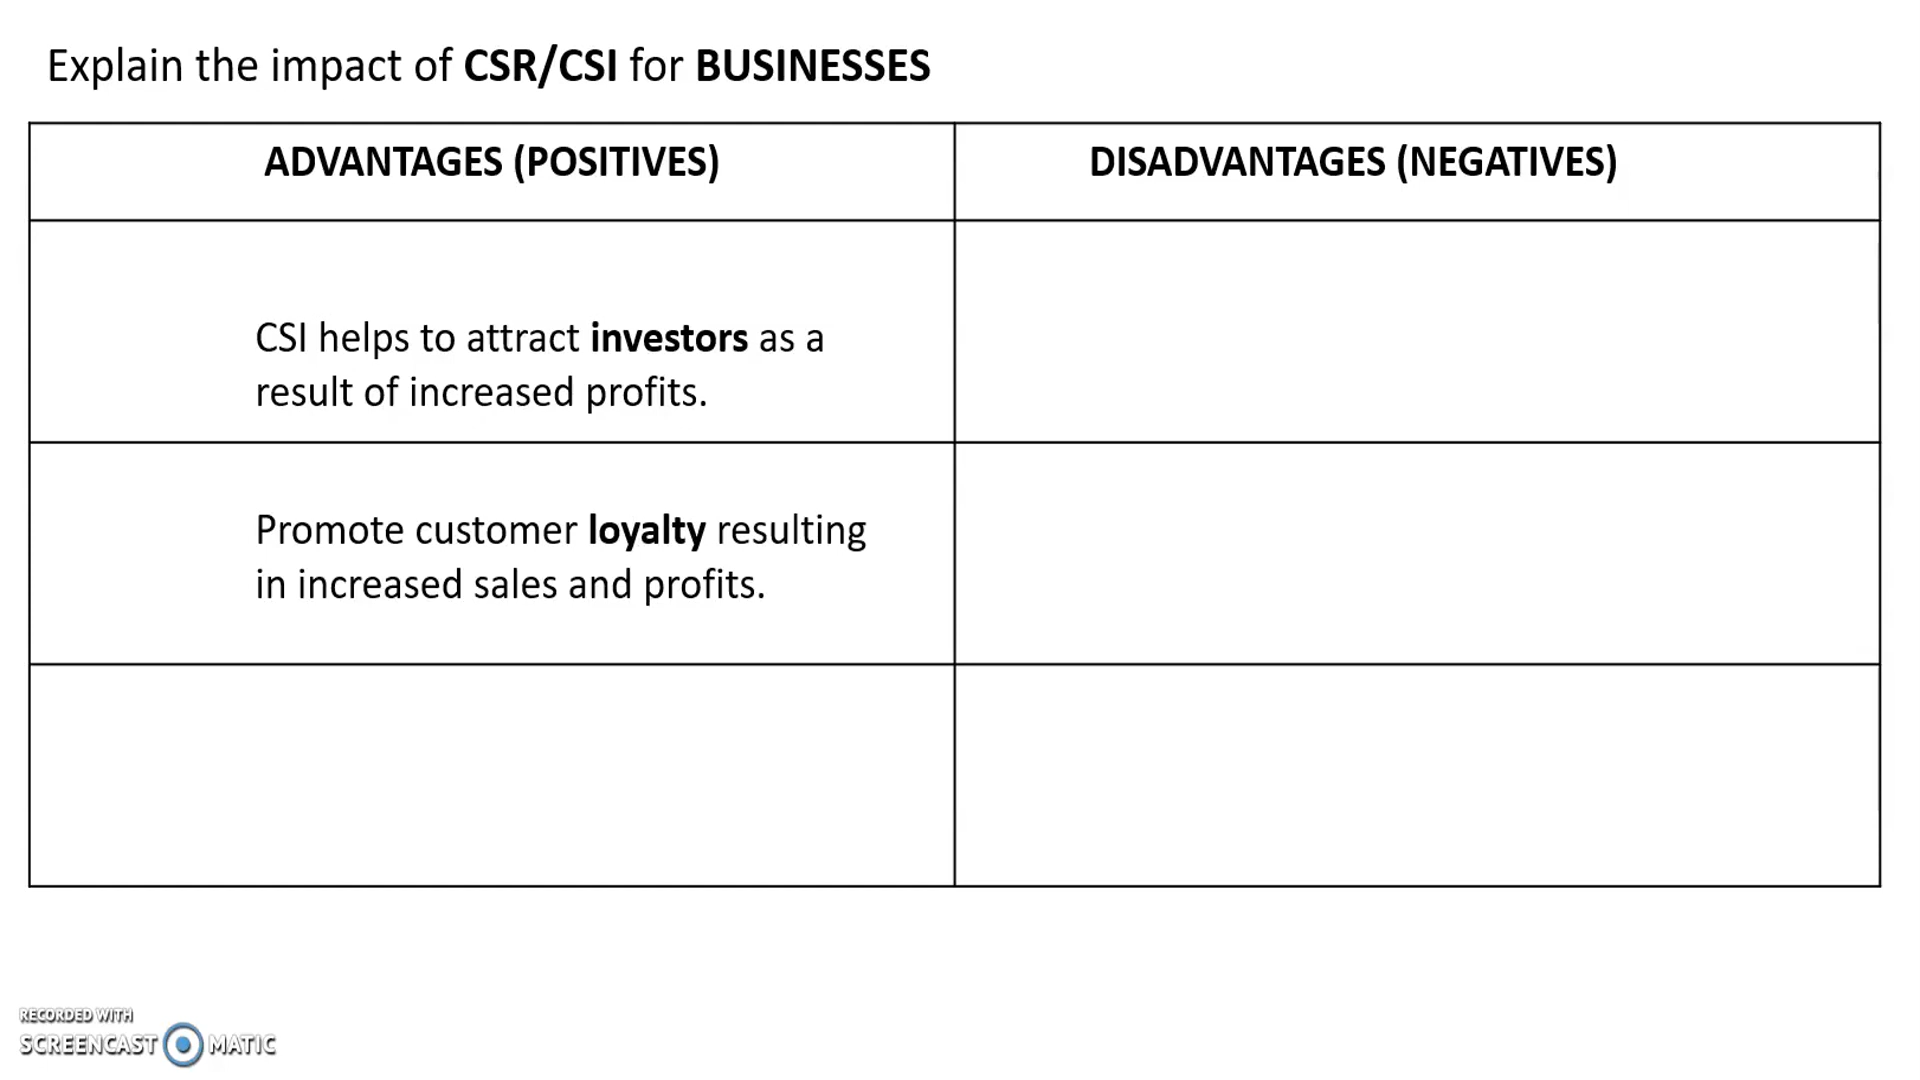 Explain the impact of CSR/CSI for BUSINESSES
ADVANTAGES (POSITIVES)
DISADVANTAGES (NEGATIVES)
CSI helps to attract investors as a
result of increased profits.
Promote customer loyalty resulting
in increased sales and profits.
RECORDED WITH
SCREENCAST MATIC